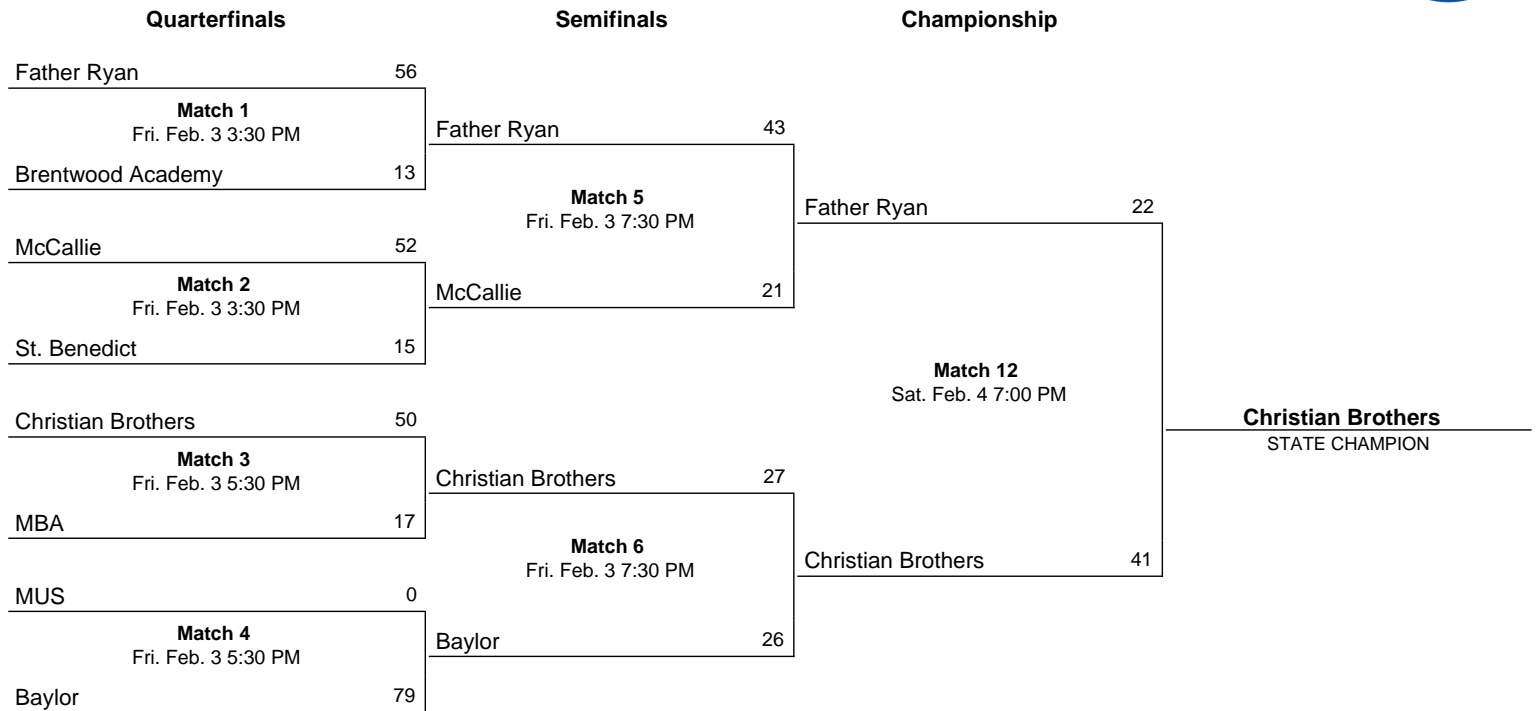 Quarterfinals Semifinals Championship
Father Ryan 56
Match 1
Fri. Feb. 3 3:30 PM
Brentwood Academy 13
McCallie 52
Match 2
Fri. Feb. 3 3:30 PM
St. Benedict 15
Christian Brothers 50
Match 3
Fri. Feb. 3 5:30 PM
MBA 17
MUS 0
Match 4
Fri. Feb. 3 5:30 PM
Baylor 79
Father Ryan 43
Match 5
Fri. Feb. 3 7:30 PM
McCallie 21
Christian Brothers 27
Match 6
Fri. Feb. 3 7:30 PM
Baylor 26
Father Ryan 22
Match 12
Sat. Feb. 4 7:00 PM
Christian Brothers 41
Christian Brothers
STATE CHAMPION